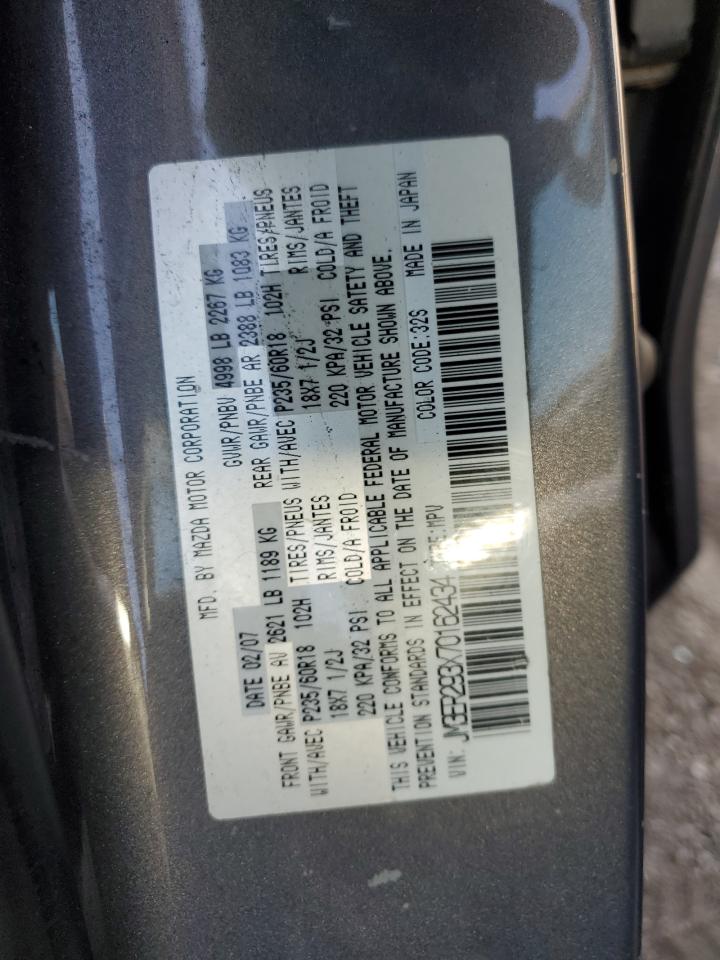 MFD. BY MAZDA MOTOR CORPORATION
DATE 02/07 GVWR/PNBV 4998 LB 2267 KG
FRONT GAWR/PNBE AV 2621 LB 1189 KG REAR GAWR/PNBE AR 2388 LB 1083 KG
WITH/AVEC P235/60R18 102H TIRES/PNEUS WITH/AVEC P235/60R18 102H TIRES/PNEUS
18X7 1/2J RIMS/JANTES 18X7 1/2J RIMS/JANTES
220 KPA/32 PSI COLD/A FROID 220 KPA/32 PSI COLD/A FROID
THIS VEHICLE CONFORMS TO ALL APPLICABLE FEDERAL MOTOR VEHICLE SAFETY AND THEFT
PREVENTION STANDARDS IN EFFECT ON THE DATE OF MANUFACTURE SHOWN ABOVE.
VIN: JM3ER293X70162434 MPV COLOR CODE:32S MADE IN JAPAN